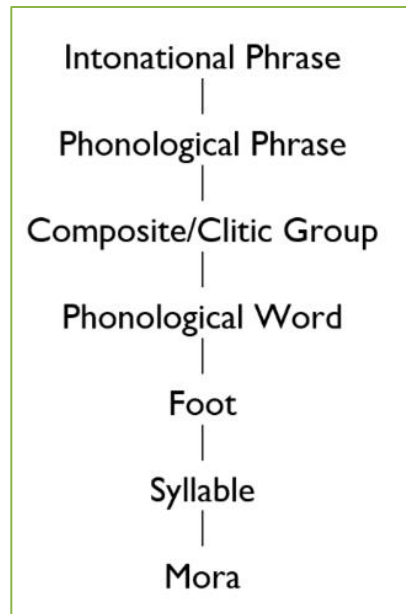 Intonational Phrase
Phonological Phrase
Composite/Clitic Group
Phonological Word
Foot
Syllable
Mora